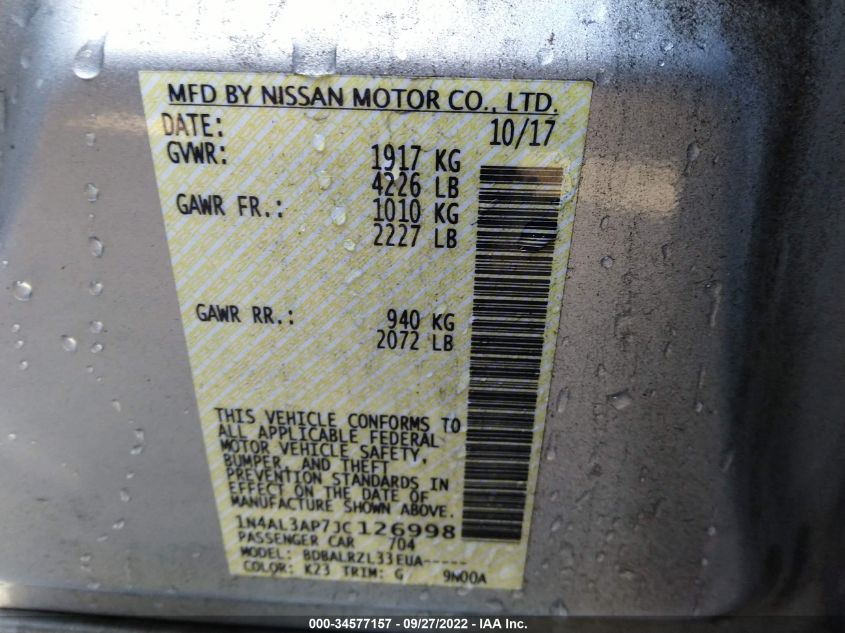 MFD BY NISSAN MOTOR CO., LTD.
DATE: 10/17
GVWR: 1917 KG
4226 LB
GAWR FR.: 1010 KG
2227 LB
GAWR RR.: 940 KG
2072 LB
THIS VEHICLE CONFORMS TO
ALL APPLICABLE FEDERAL
MOTOR VEHICLE SAFETY,
BUMPER, AND THEFT
PREVENTION STANDARDS IN
EFFECT ON THE DATE OF
MANUFACTURE SHOWN ABOVE.
1N4AL3AP7JC126998
PASSENGER CAR 704
MODEL: BDBALRZL33EUA-----
COLOR: K23 TRIM: G 9N00A
000-34577157 - 09/27/2022 - IAA Inc.